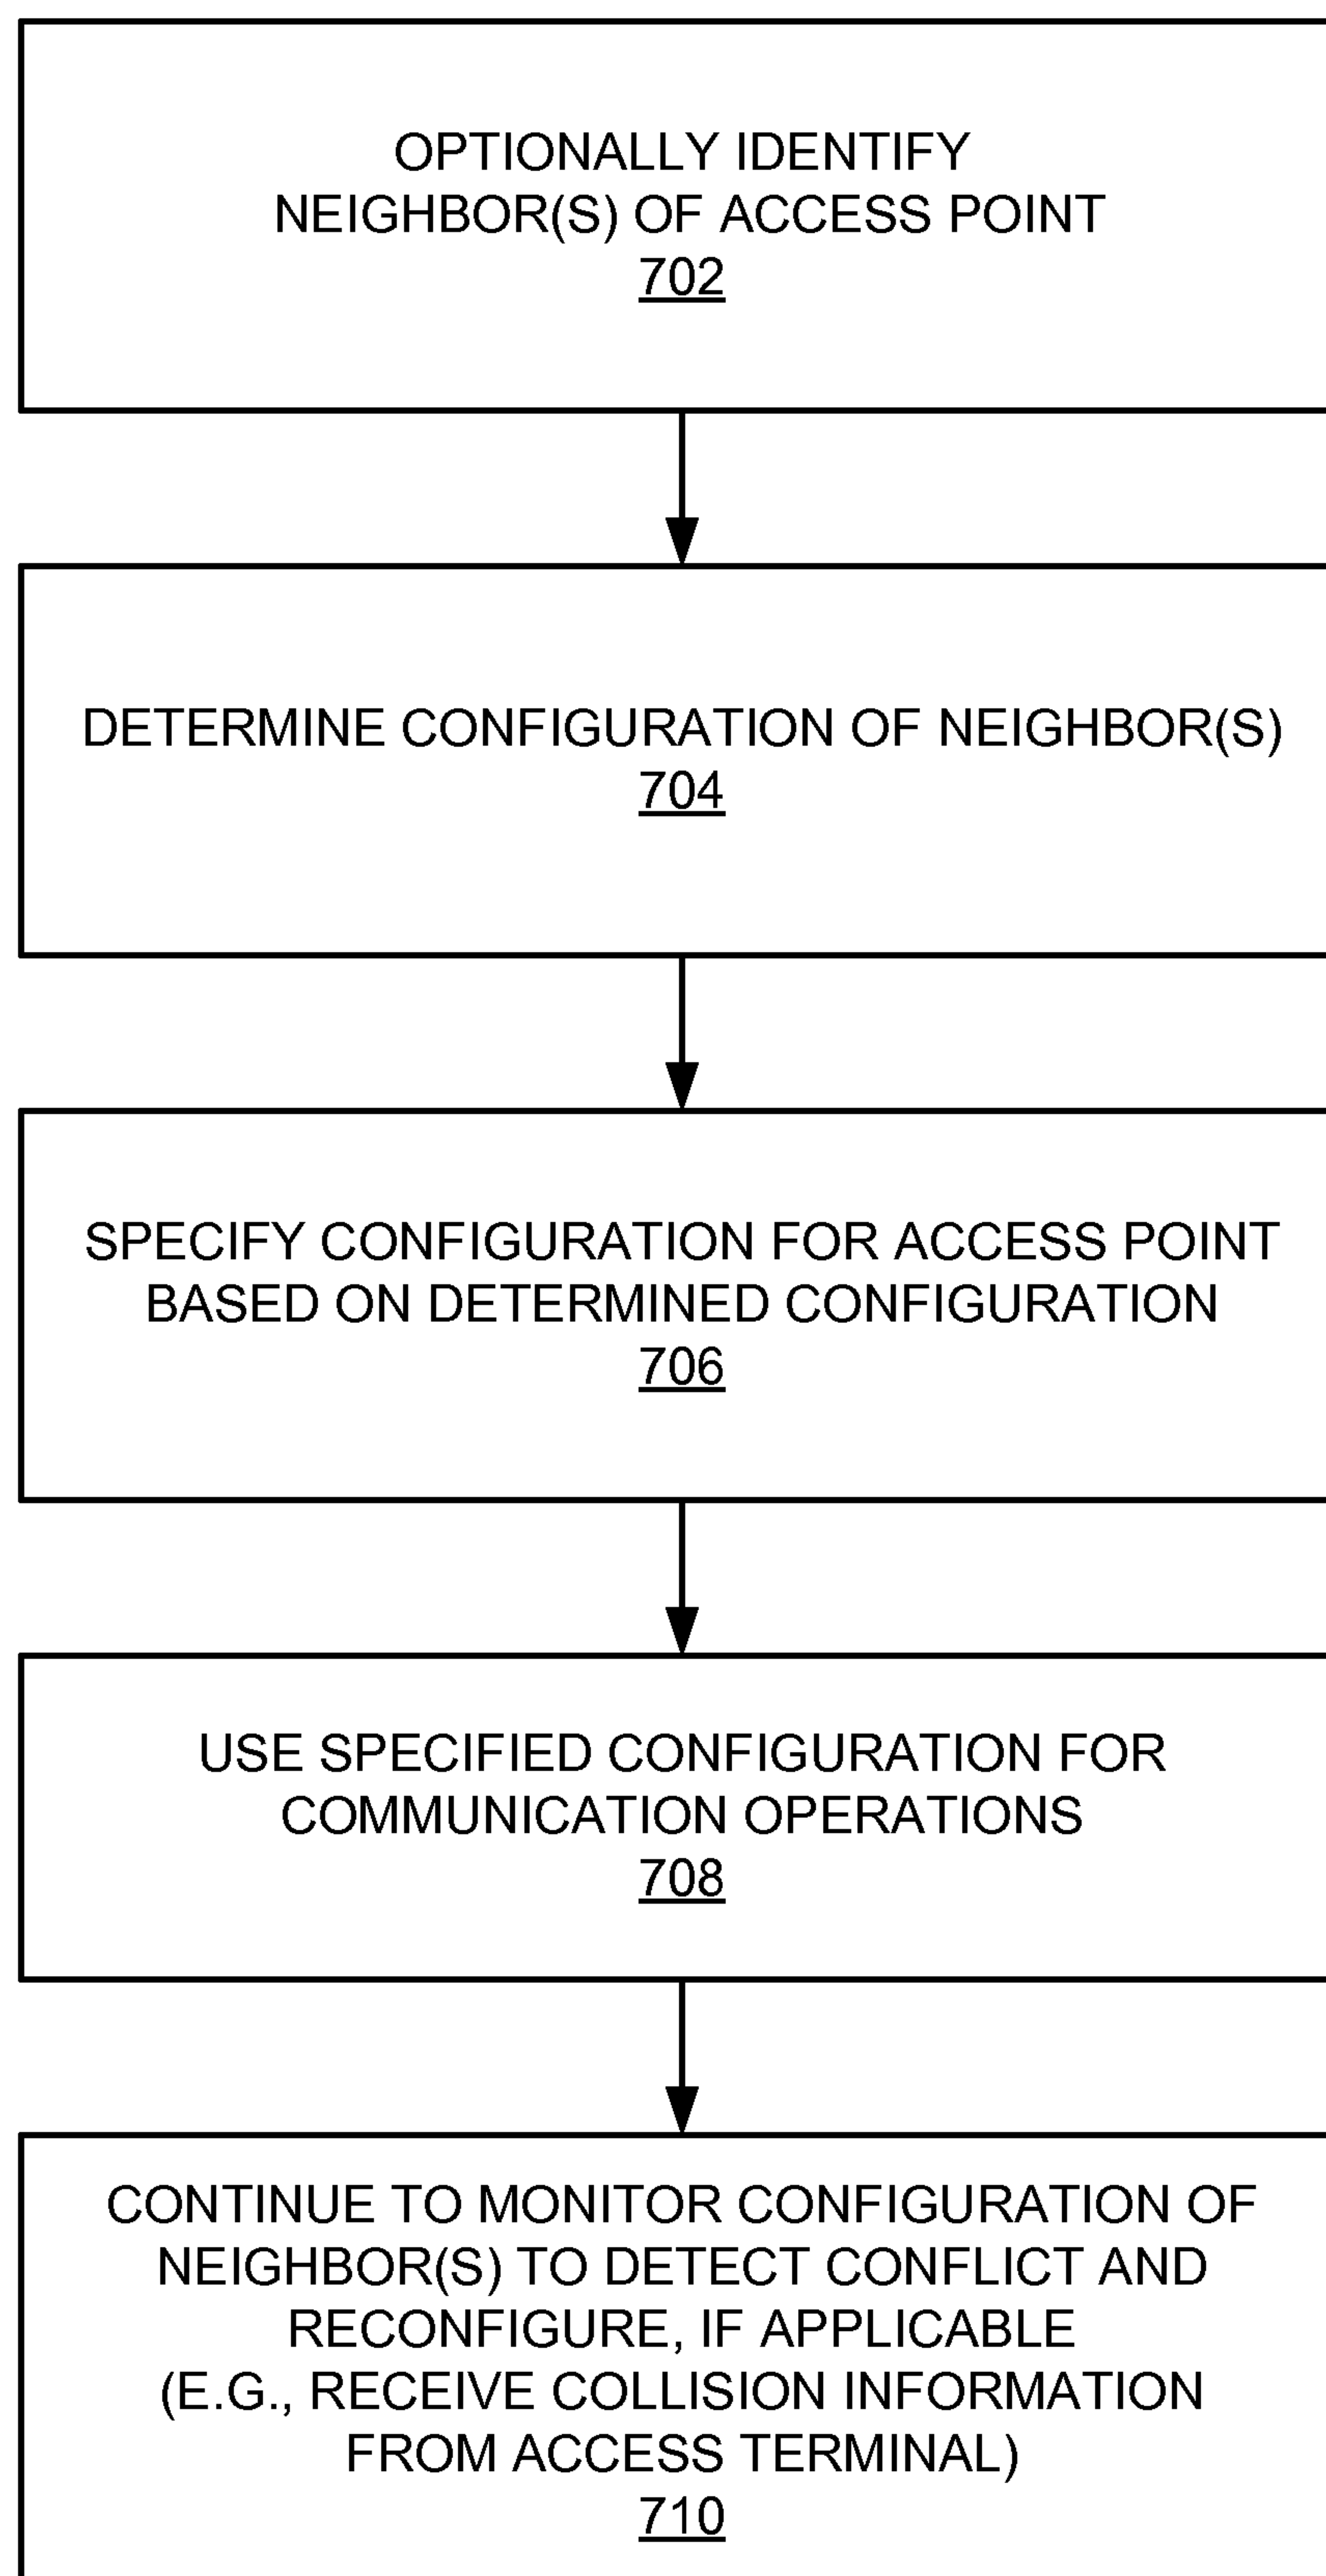 OPTIONALLY IDENTIFY
NEIGHBOR(S) OF ACCESS POINT
702
DETERMINE CONFIGURATION OF NEIGHBOR(S)
704
SPECIFY CONFIGURATION FOR ACCESS POINT
BASED ON DETERMINED CONFIGURATION
706
USE SPECIFIED CONFIGURATION FOR
COMMUNICATION OPERATIONS
708
CONTINUE TO MONITOR CONFIGURATION OF
NEIGHBOR(S) TO DETECT CONFLICT AND
RECONFIGURE, IF APPLICABLE
(E.G., RECEIVE COLLISION INFORMATION
FROM ACCESS TERMINAL)
710